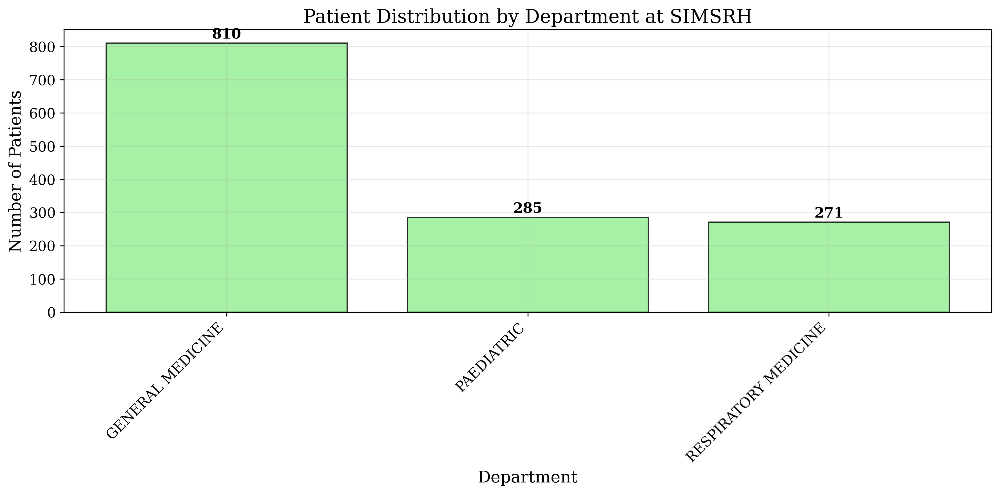 Patient Distribution by Department at SIMSRH
Number of Patients
800
700
600
500
400
300
200
100
0
810
285
271
GENERAL MEDICINE
PAEDIATRIC
RESPIRATORY MEDICINE
Department